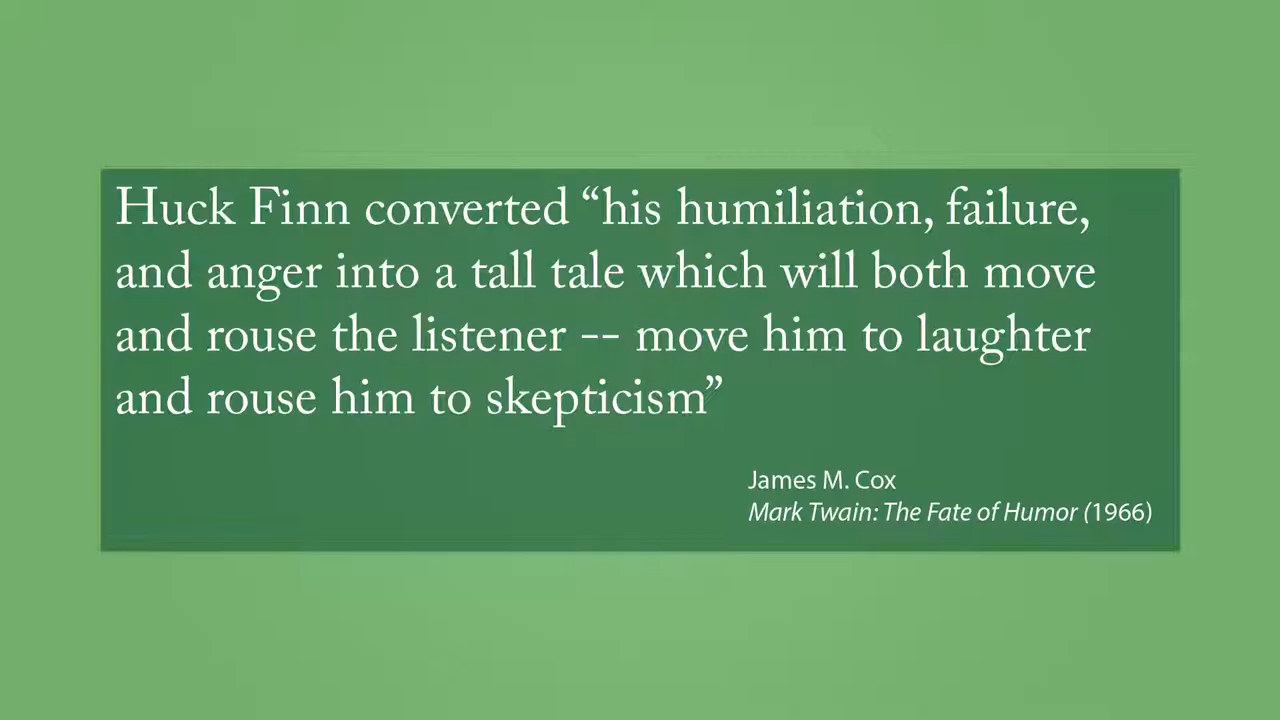 Huck Finn converted “his humiliation, failure,
and anger into a tall tale which will both move
and rouse the listener -- move him to laughter
and rouse him to skepticism”
James M. Cox
Mark Twain: The Fate of Humor (1966)